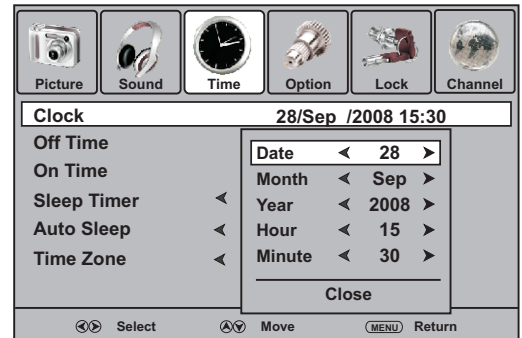 Picture Sound Time Option Lock Channel
Clock 28/Sep /2008 15:30
Off Time
On Time
Sleep Timer
Auto Sleep
Time Zone
Date 28
Month Sep
Year 2008
Hour 15
Minute 30
Close
Select Move MENU Return